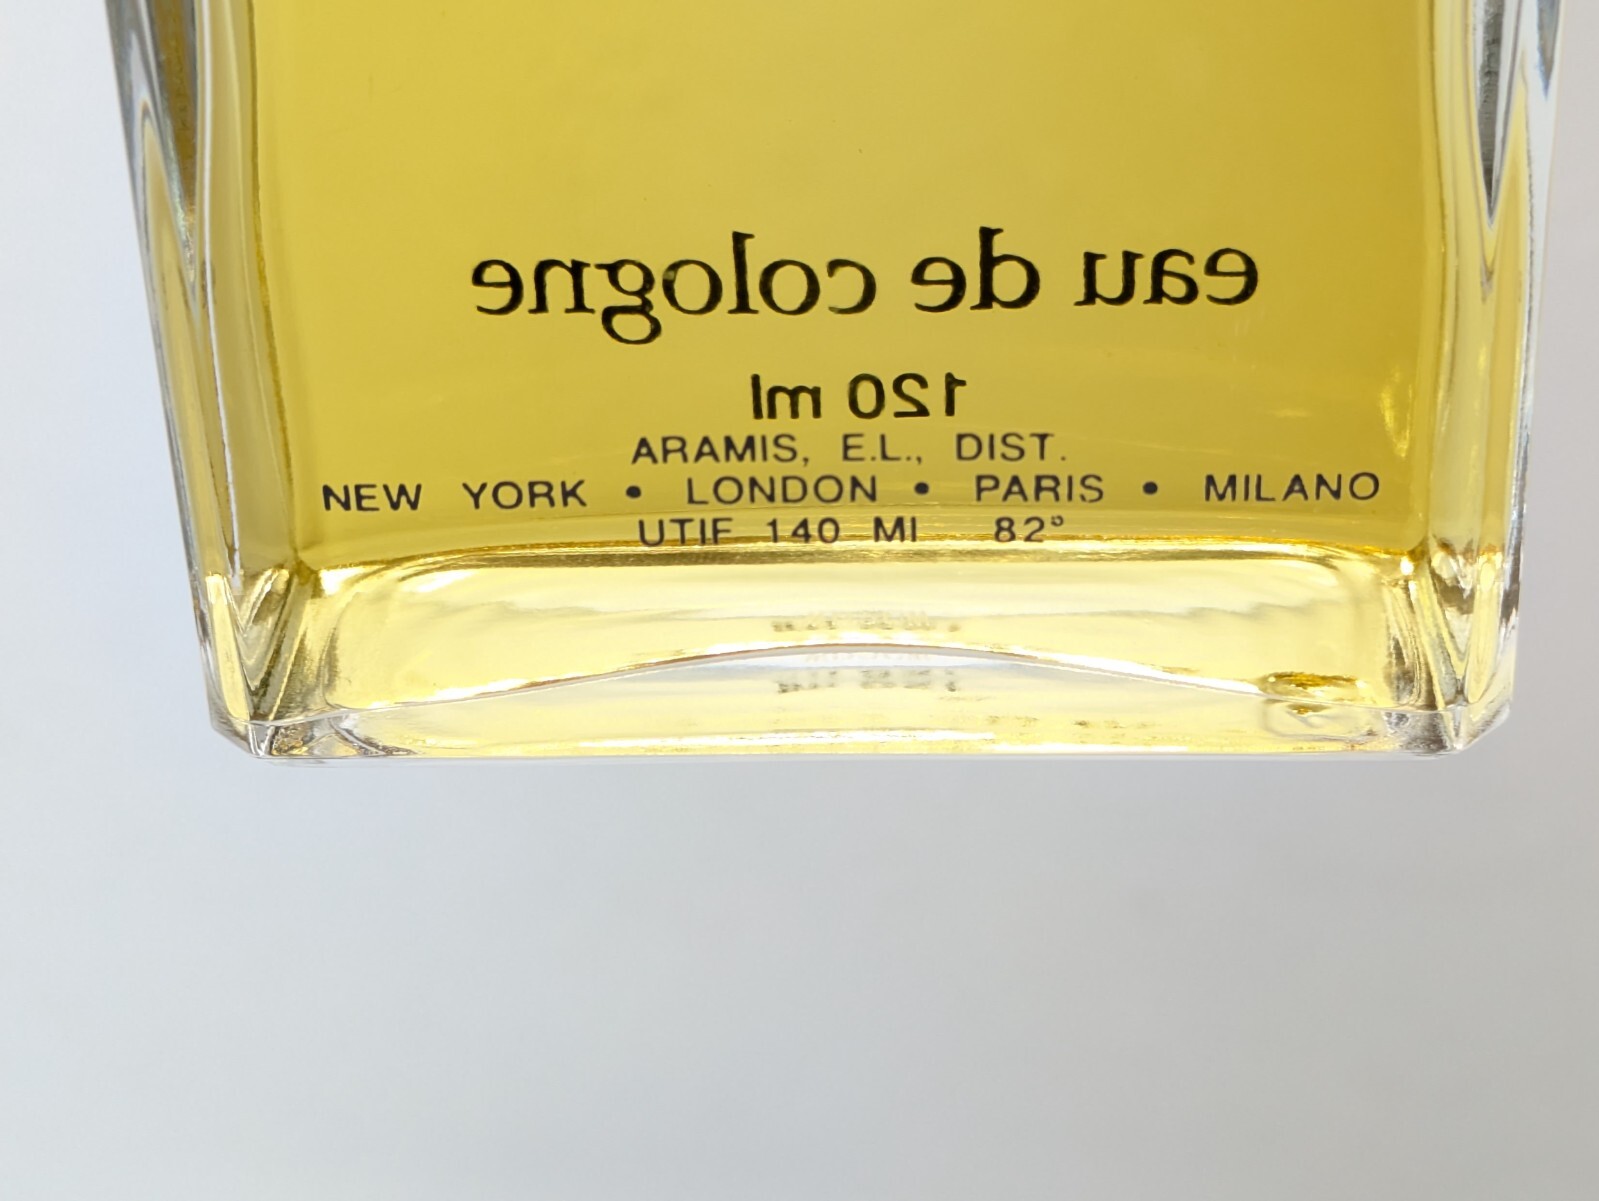 eau de cologne
120 ml
ARAMIS, E.L., DIST.
NEW YORK • LONDON • PARIS • MILANO
UTIF 140 MI 82°